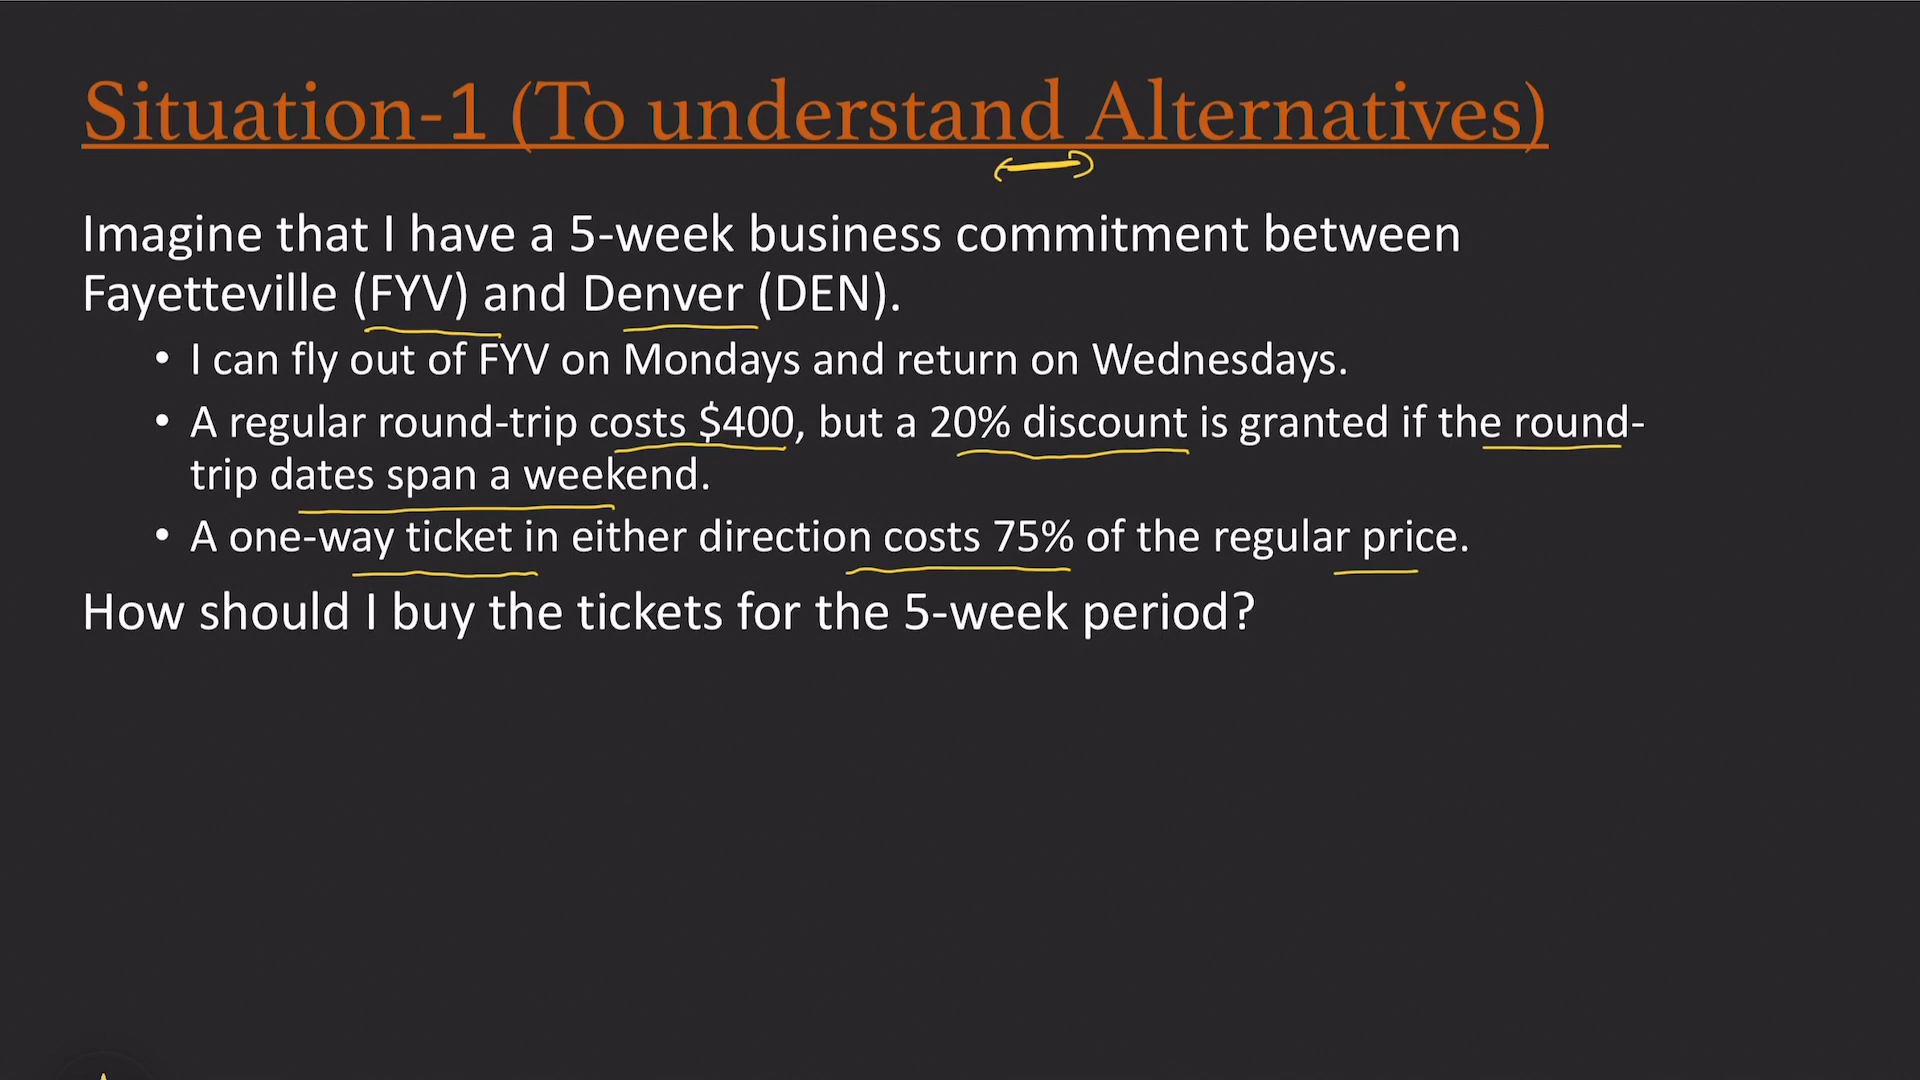 Situation-1 (To understand Alternatives)
Imagine that I have a 5-week business commitment between
Fayetteville (FYV) and Denver (DEN).
• I can fly out of FYV on Mondays and return on Wednesdays.
• A regular round-trip costs $400, but a 20% discount is granted if the round-
trip dates span a weekend.
• A one-way ticket in either direction costs 75% of the regular price.
How should I buy the tickets for the 5-week period?